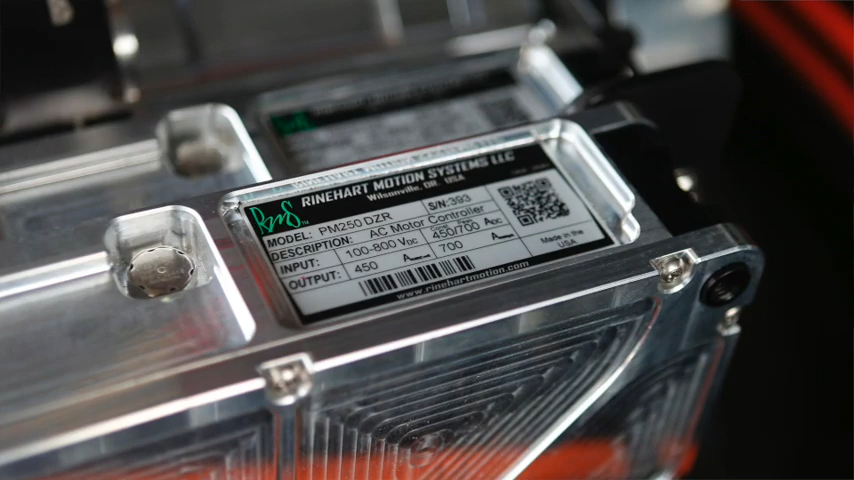 B
RMS™ RINEHART MOTION SYSTEMS LLC
Wilsonville, OR. USA
MODEL: PM250 DZR S/N:393
DESCRIPTION: AC Motor Controller
INPUT: 100-800 VDC 450/700 ADC
OUTPUT: 450 A 700 A
Made in the
USA
www.rinehartmotion.com